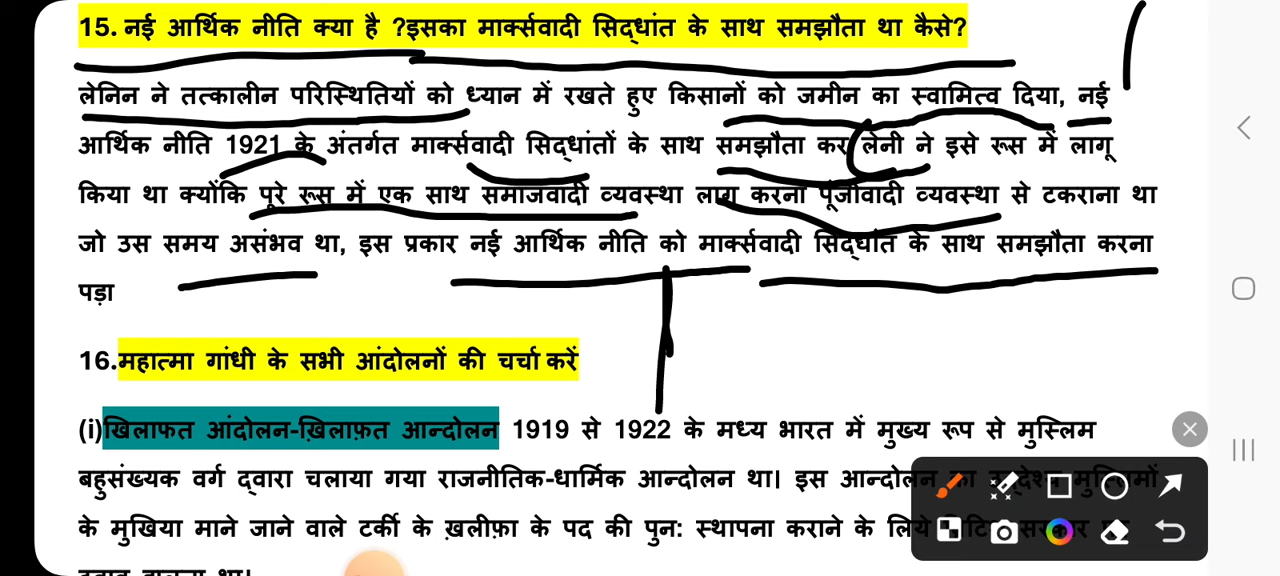 15. नई आर्थिक नीति क्या है ?इसका मार्क्सवादी सिद्धांत के साथ समझौता था कैसे?
लेनिन ने तत्कालीन परिस्थितियों को ध्यान में रखते हुए किसानों को जमीन का स्वामित्व दिया, नई
आर्थिक नीति 1921 के अंतर्गत मार्क्सवादी सिद्धांतों के साथ समझौता कर लेनी ने इसे रूस में लागू
किया था क्योंकि पूरे रूस में एक साथ समाजवादी व्यवस्था लागू करना पूंजीवादी व्यवस्था से टकराना था
जो उस समय असंभव था, इस प्रकार नई आर्थिक नीति को मार्क्सवादी सिद्धांत के साथ समझौता करना
पड़ा
16.महात्मा गांधी के सभी आंदोलनों की चर्चा करें
(i)खिलाफत आंदोलन-ख़िलाफ़त आन्दोलन 1919 से 1922 के मध्य भारत में मुख्य रूप से मुस्लिम
बहुसंख्यक वर्ग द्वारा चलाया गया राजनीतिक-धार्मिक आन्दोलन था। इस आन्दोलन का उद्देश्य मुस्लिमों
के मुखिया माने जाने वाले टर्की के ख़लीफ़ा के पद की पुन: स्थापना कराने के लिये